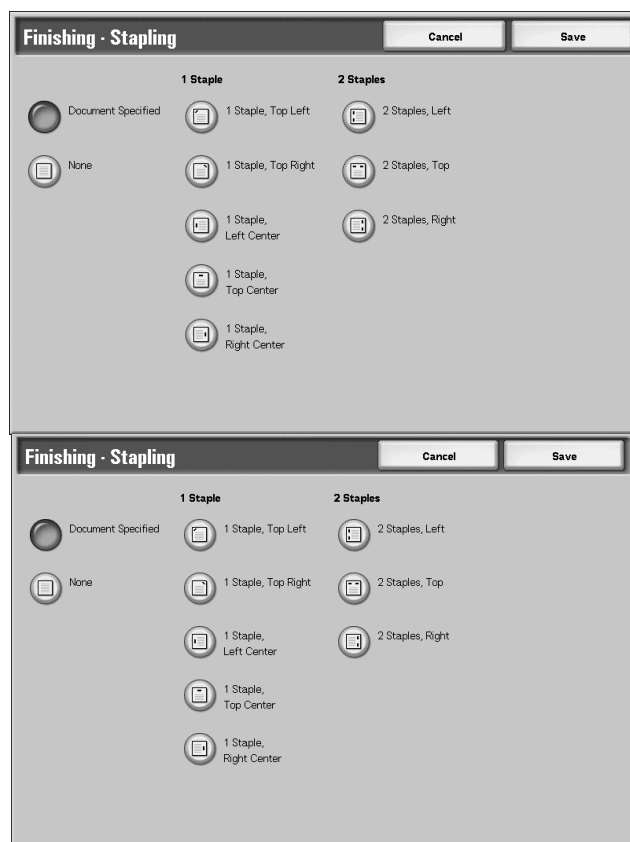 Finishing - Stapling
Cancel
Save
1 Staple
2 Staples
Document Specified
1 Staple, Top Left
2 Staples, Left
None
1 Staple, Top Right
2 Staples, Top
1 Staple,
Left Center
2 Staples, Right
1 Staple,
Top Center
1 Staple,
Right Center
Finishing - Stapling
Cancel
Save
1 Staple
2 Staples
Document Specified
1 Staple, Top Left
2 Staples, Left
None
1 Staple, Top Right
2 Staples, Top
1 Staple,
Left Center
2 Staples, Right
1 Staple,
Top Center
1 Staple,
Right Center